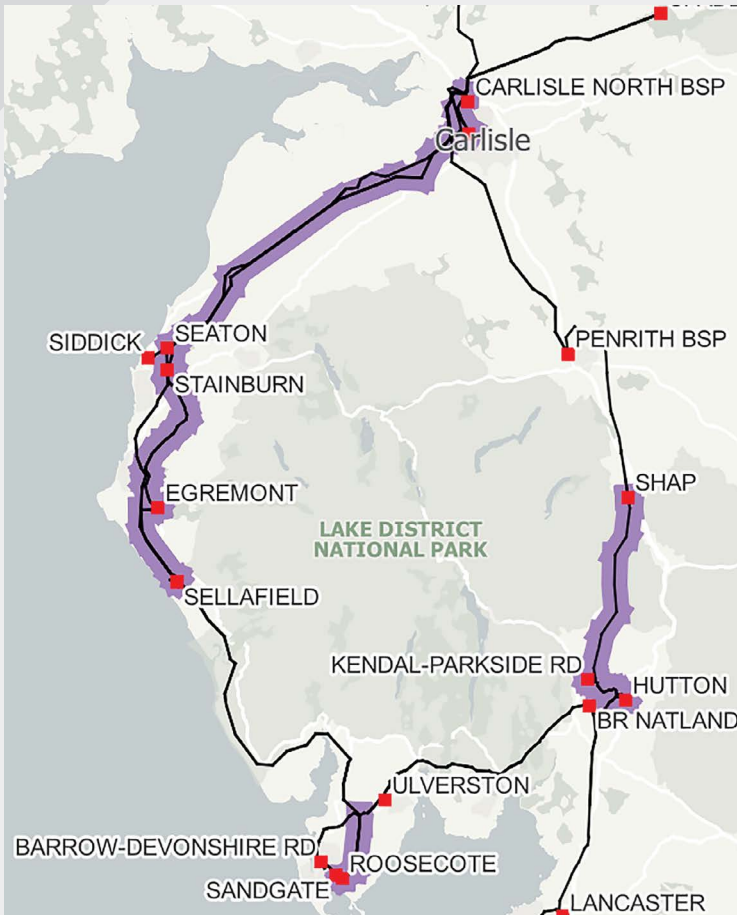 CARLISLE NORTH BSP
Carlisle
SEATON
SIDDICK
PENRITH BSP
STAINBURN
SHAP
EGREMONT
LAKE DISTRICT
NATIONAL PARK
SELLAFIELD
KENDAL-PARKSIDE RD
HUTTON
BR NATLAND
ULVERSTON
BARROW-DEVONSHIRE RD
ROOSECOTE
SANDGATE
LANCASTER